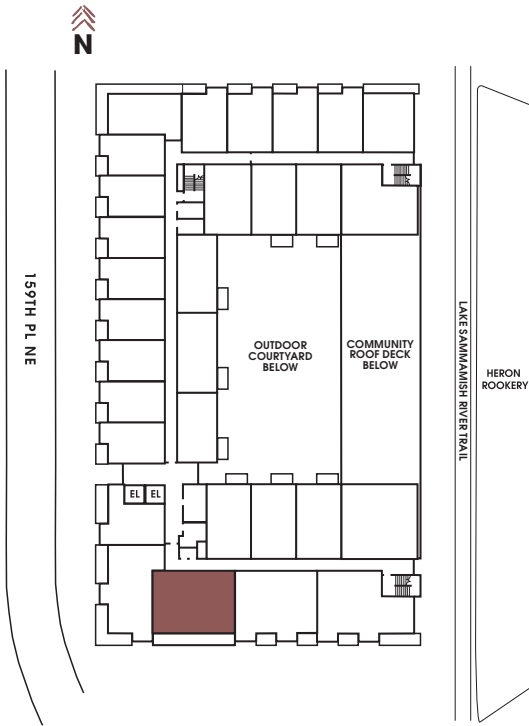 N
159TH PL NE
OUTDOOR
COURTYARD
BELOW
COMMUNITY
ROOF DECK
BELOW
LAKE SAMMAMISH RIVER TRAIL
HERON
ROOKERY
EL EL